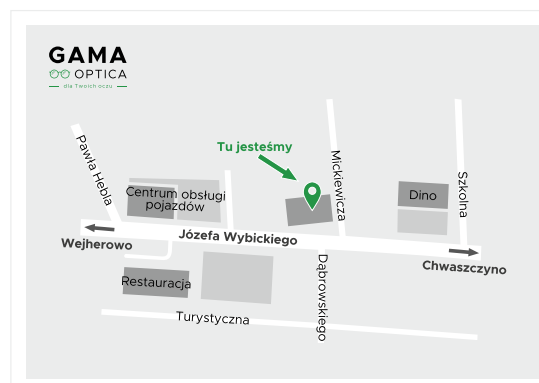 GAMA
OPTICA
dla Twoich oczu
Tu jesteśmy
Pawła Hebla
Mickiewicza
Szkolna
Centrum obsługi
pojazdów
Dino
Józefa Wybickiego
Wejherowo
Chwaszczyno
Dąbrowskiego
Restauracja
Turystyczna